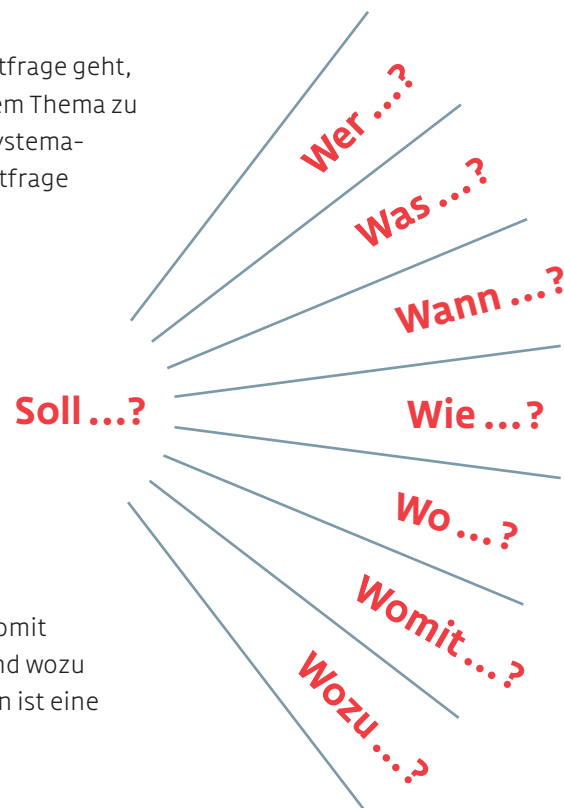 tfrage geht,
em Thema zu
ystema-
tfrage
Wer ...?
Was ...?
Wann ...?
Soll ...?
Wie ...?
Wo ...?
Womit ...?
Wozu ...?
omit
nd wozu
n ist eine